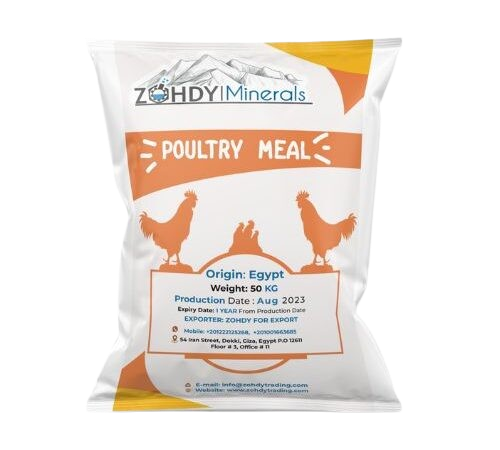 ZOHDY|Minerals
POULTRY MEAL
Origin: Egypt
Weight: 50 KG
Production Date : Aug 2023
Expiry Date: 1 YEAR From Production Date
EXPORTER: ZOHDY FOR EXPORT
Mobile: +201222125268, +201001663685
54 Iran Street, Dokki, Giza, Egypt P.O 12611
Floor # 3, Office # 11
E-mail: info@zohdytrading.com
Website: www.zohdytrading.com